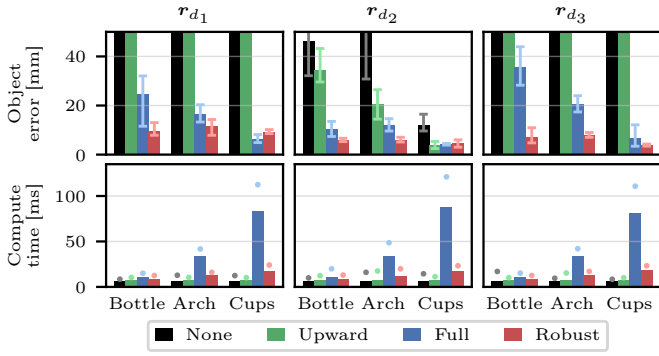 r_{d_1} r_{d_2} r_{d_3}
Object
error [mm]
40
20
0
Compute
time [ms]
100
50
0
Bottle Arch Cups Bottle Arch Cups Bottle Arch Cups
None Upward Full Robust